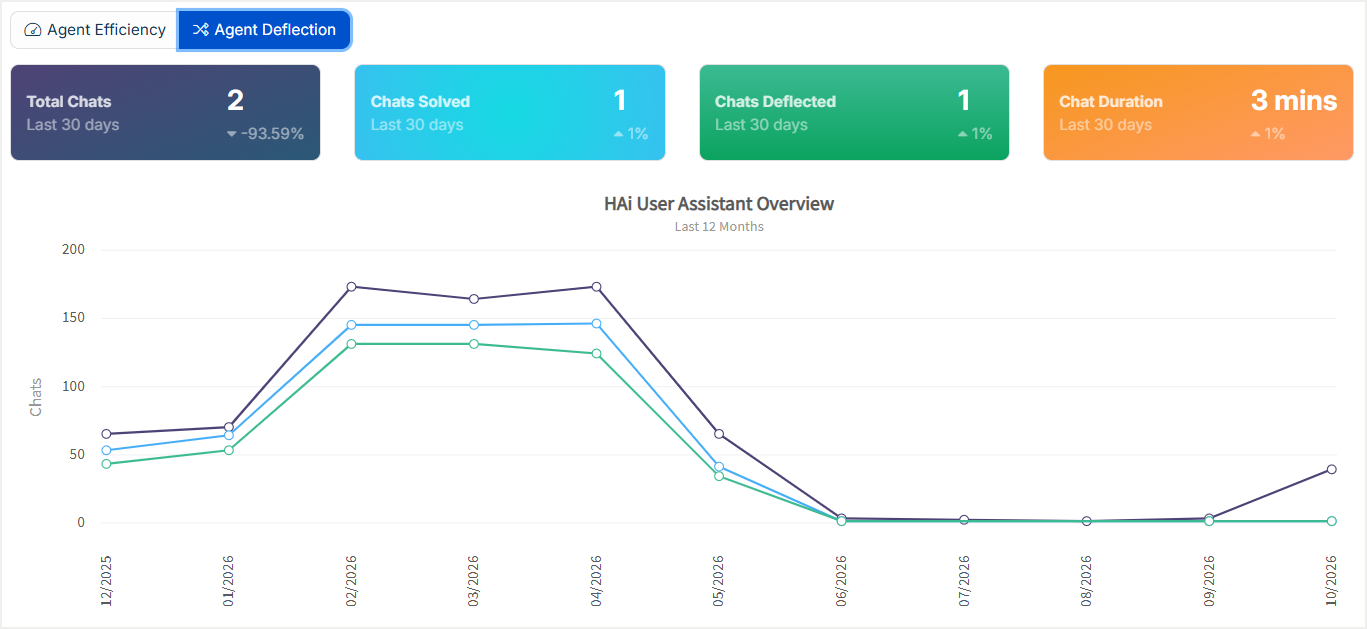 Agent Efficiency
Agent Deflection
Total Chats
Last 30 days
2
-93.59%
Chats Solved
Last 30 days
1
1%
Chats Deflected
Last 30 days
1
1%
Chat Duration
Last 30 days
3 mins
1%
HAi User Assistant Overview
Last 12 Months
Chats
200
150
100
50
0
12/2025
01/2026
02/2026
03/2026
04/2026
05/2026
06/2026
07/2026
08/2026
09/2026
10/2026